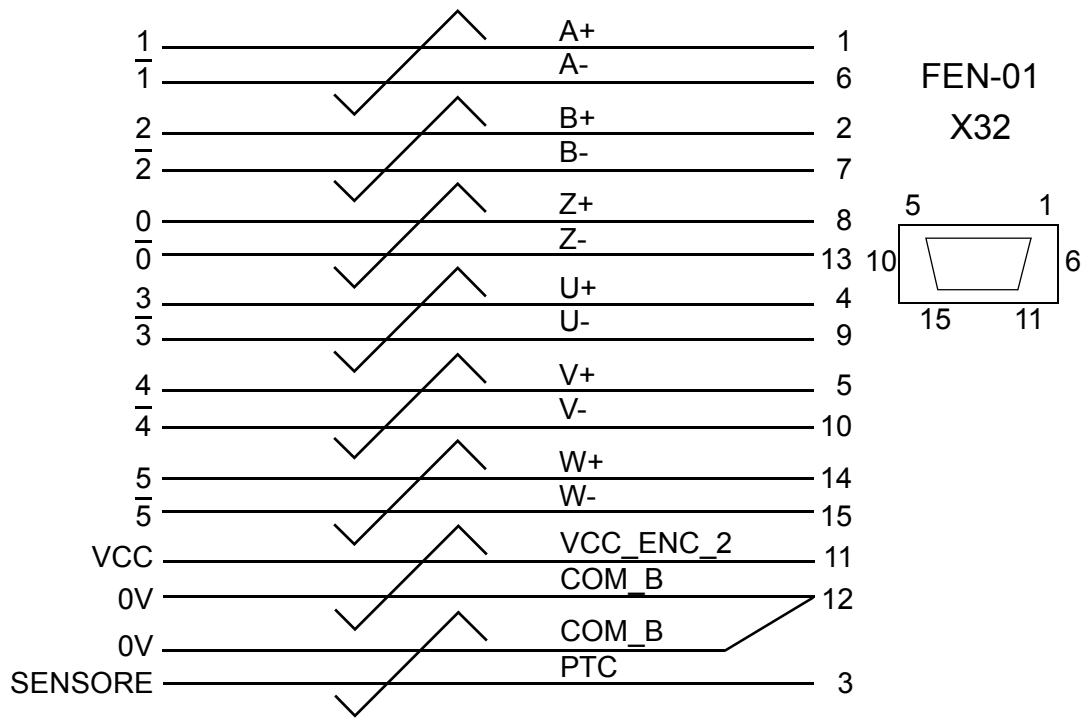 1 A+ 1
1̅ A- 6
FEN-01
X32
2 B+ 2
2̅ B- 7
0 Z+ 8
0̅ Z- 13
5 1
10 6
15 11
3 U+ 4
3̅ U- 9
4 V+ 5
4̅ V- 10
5 W+ 14
5̅ W- 15
VCC VCC_ENC_2 11
0V COM_B 12
0V COM_B
SENSORE PTC 3